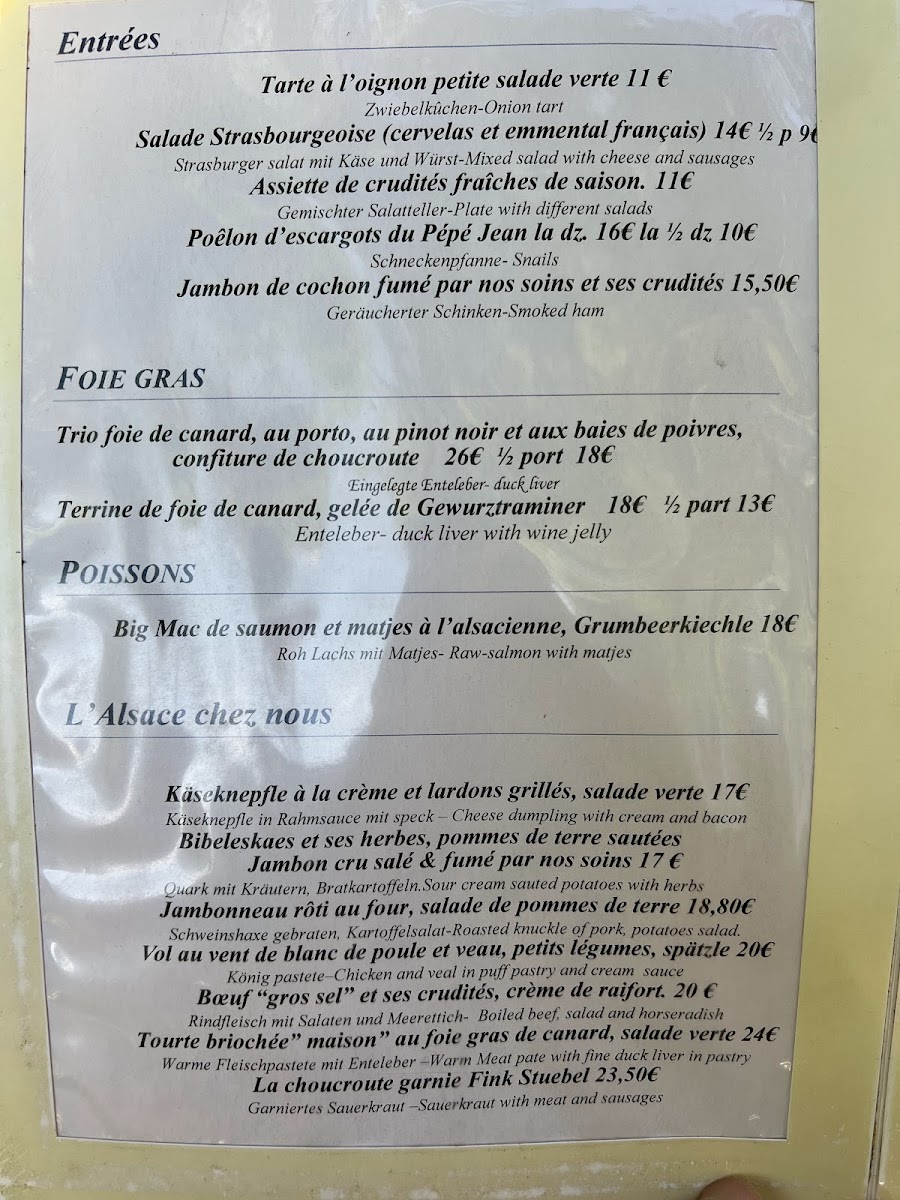 Entrées
Tarte à l’oignon petite salade verte 11 €
Zwiebelkûchen-Onion tart
Salade Strasbourgeoise (cervelas et emmental français) 14€ ½ p 9€
Strasburger salat mit Käse und Würst-Mixed salad with cheese and sausages
Assiette de crudités fraîches de saison. 11€
Gemischter Salatteller-Plate with different salads
Poêlon d’escargots du Pépé Jean la dz. 16€ la ½ dz 10€
Schneckenpfanne- Snails
Jambon de cochon fumé par nos soins et ses crudités 15,50€
Geräucherter Schinken-Smoked ham
FOIE GRAS
Trio foie de canard, au porto, au pinot noir et aux baies de poivres,
confiture de choucroute 26€ ½ port 18€
Eingelegte Enteleber- duck liver
Terrine de foie de canard, gelée de Gewurztraminer 18€ ½ part 13€
Enteleber- duck liver with wine jelly
POISSONS
Big Mac de saumon et matjes à l’alsacienne, Grumbeerkiechle 18€
Roh Lachs mit Matjes- Raw-salmon with matjes
L’Alsace chez nous
Käseknepfle à la crème et lardons grillés, salade verte 17€
Käseknepfle in Rahmsauce mit speck – Cheese dumpling with cream and bacon
Bibeleskaes et ses herbes, pommes de terre sautées
Jambon cru salé & fumé par nos soins 17 €
Quark mit Kräutern, Bratkartoffeln.Sour cream sauted potatoes with herbs
Jambonneau rôti au four, salade de pommes de terre 18,80€
Schweinshaxe gebraten, Kartoffelsalat-Roasted knuckle of pork, potatoes salad.
Vol au vent de blanc de poule et veau, petits légumes, spätzle 20€
König pastete–Chicken and veal in puff pastry and cream sauce
Bœuf “gros sel” et ses crudités, crème de raifort. 20 €
Rindfleisch mit Salaten und Meerettich- Boiled beef, salad and horseradish
Tourte briochée” maison” au foie gras de canard, salade verte 24€
Warme Fleischpastete mit Enteleber –Warm Meat pate with fine duck liver in pastry
La choucroute garnie Fink Stuebel 23,50€
Garniertes Sauerkraut –Sauerkraut with meat and sausages